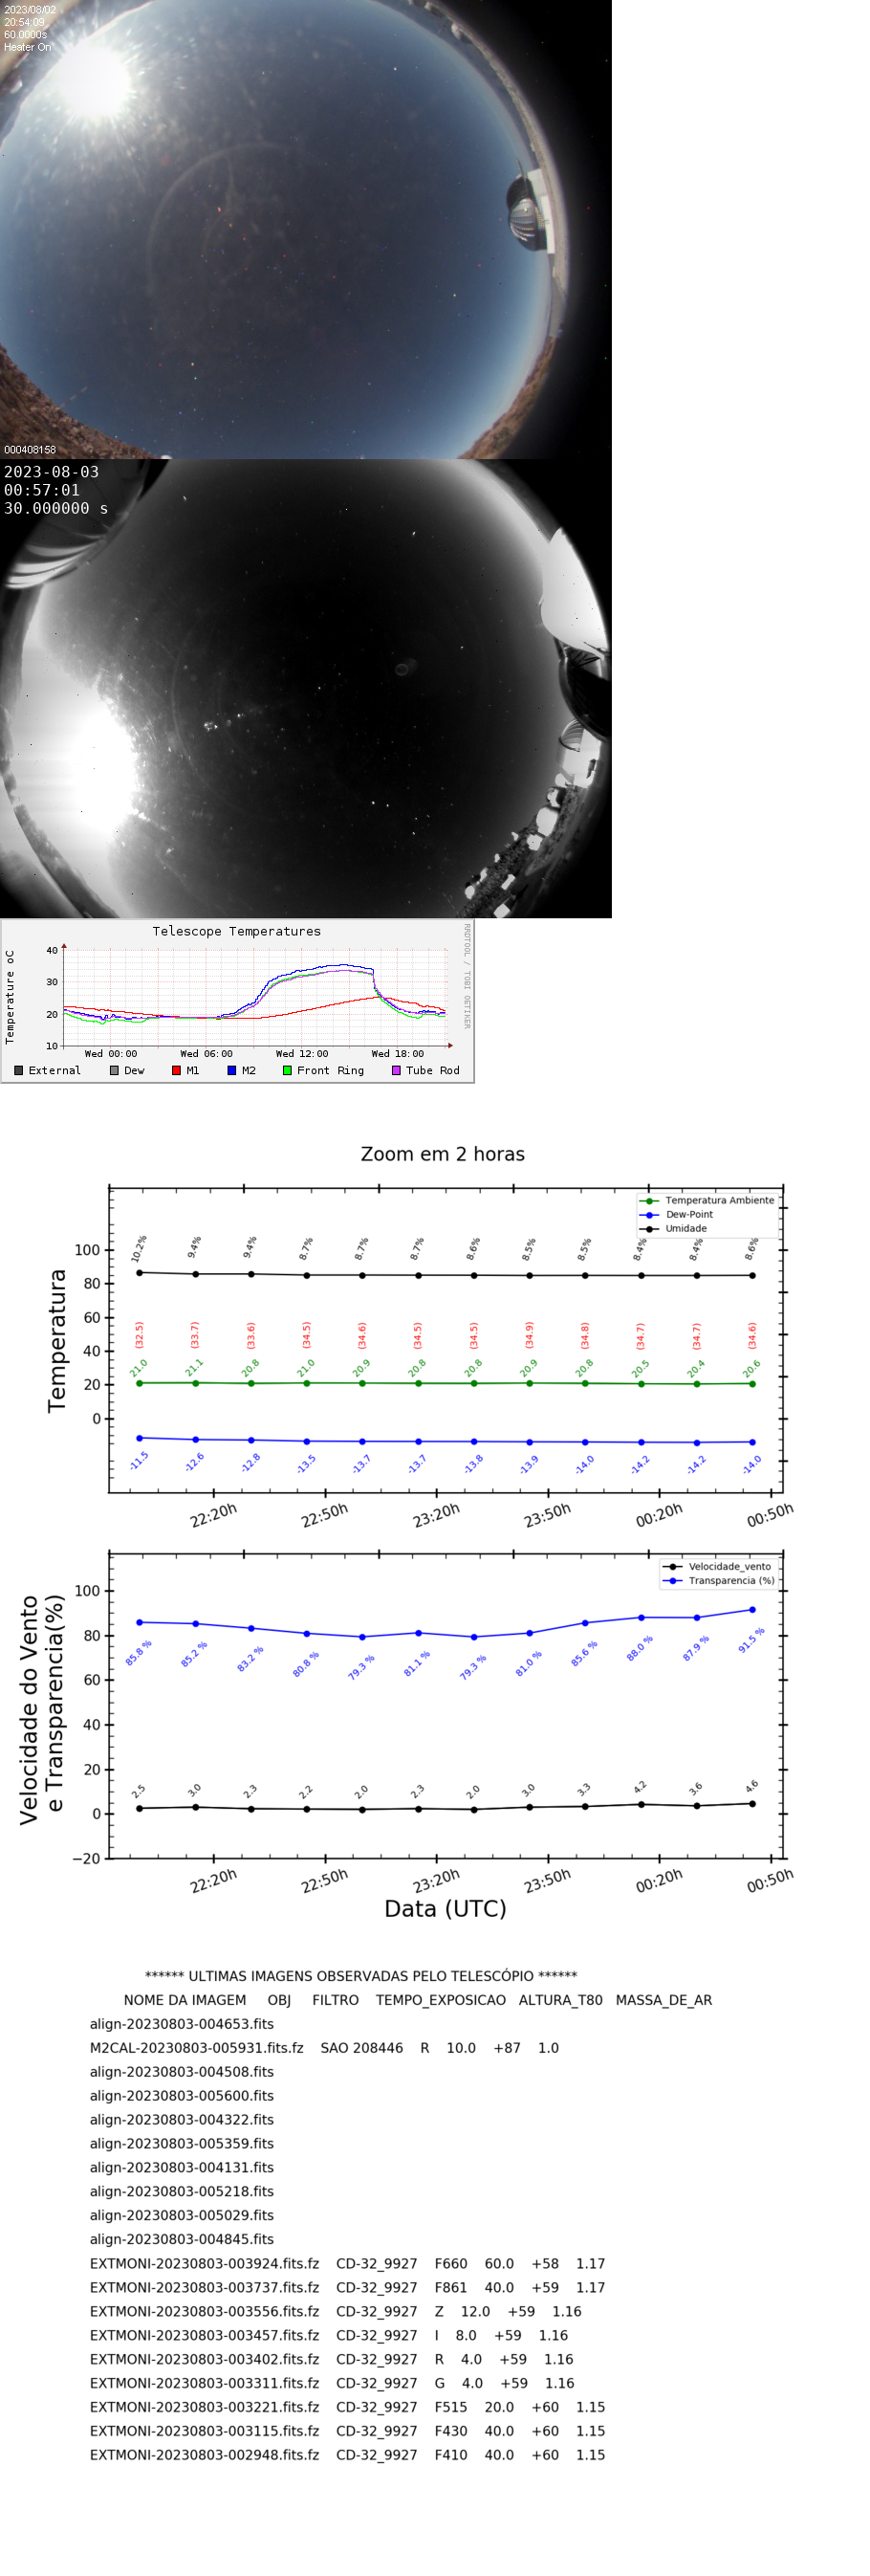 2023/08/02
20:54:09
60.0000s
Heater On
000408158
2023-08-03
00:57:01
30.000000 s
Telescope Temperatures
RRDTOOL / TOBI OETIKER
Temperature oC
40
30
20
10
Wed 00:00 Wed 06:00 Wed 12:00 Wed 18:00
External Dew M1 M2 Front Ring Tube Rod
Zoom em 2 horas
Temperatura
Temperatura Ambiente
Dew-Point
Umidade
100
80
60
40
20
0
10.2% 9.4% 9.4% 8.7% 8.7% 8.7% 8.6% 8.5% 8.5% 8.4% 8.4% 8.6%
(32.5) (33.7) (33.6) (34.5) (34.6) (34.5) (34.5) (34.9) (34.8) (34.7) (34.7) (34.6)
21.0 21.1 20.8 21.0 20.9 20.8 20.8 20.9 20.8 20.5 20.4 20.6
-11.5 -12.6 -12.8 -13.5 -13.7 -13.7 -13.8 -13.9 -14.0 -14.2 -14.2 -14.0
22:20h 22:50h 23:20h 23:50h 00:20h 00:50h
Velocidade do Vento
e Transparencia(%)
Velocidade_vento
Transparencia (%)
100
80
60
40
20
0
−20
85.8 % 85.2 % 83.2 % 80.8 % 79.3 % 81.1 % 79.3 % 81.0 % 85.6 % 88.0 % 87.9 % 91.5 %
2.5 3.0 2.3 2.2 2.0 2.3 2.0 3.0 3.3 4.2 3.6 4.6
22:20h 22:50h 23:20h 23:50h 00:20h 00:50h
Data (UTC)
****** ULTIMAS IMAGENS OBSERVADAS PELO TELESCÓPIO ******
NOME DA IMAGEM OBJ FILTRO TEMPO_EXPOSICAO ALTURA_T80 MASSA_DE_AR
align-20230803-004653.fits
M2CAL-20230803-005931.fits.fz SAO 208446 R 10.0 +87 1.0
align-20230803-004508.fits
align-20230803-005600.fits
align-20230803-004322.fits
align-20230803-005359.fits
align-20230803-004131.fits
align-20230803-005218.fits
align-20230803-005029.fits
align-20230803-004845.fits
EXTMONI-20230803-003924.fits.fz CD-32_9927 F660 60.0 +58 1.17
EXTMONI-20230803-003737.fits.fz CD-32_9927 F861 40.0 +59 1.17
EXTMONI-20230803-003556.fits.fz CD-32_9927 Z 12.0 +59 1.16
EXTMONI-20230803-003457.fits.fz CD-32_9927 I 8.0 +59 1.16
EXTMONI-20230803-003402.fits.fz CD-32_9927 R 4.0 +59 1.16
EXTMONI-20230803-003311.fits.fz CD-32_9927 G 4.0 +59 1.16
EXTMONI-20230803-003221.fits.fz CD-32_9927 F515 20.0 +60 1.15
EXTMONI-20230803-003115.fits.fz CD-32_9927 F430 40.0 +60 1.15
EXTMONI-20230803-002948.fits.fz CD-32_9927 F410 40.0 +60 1.15